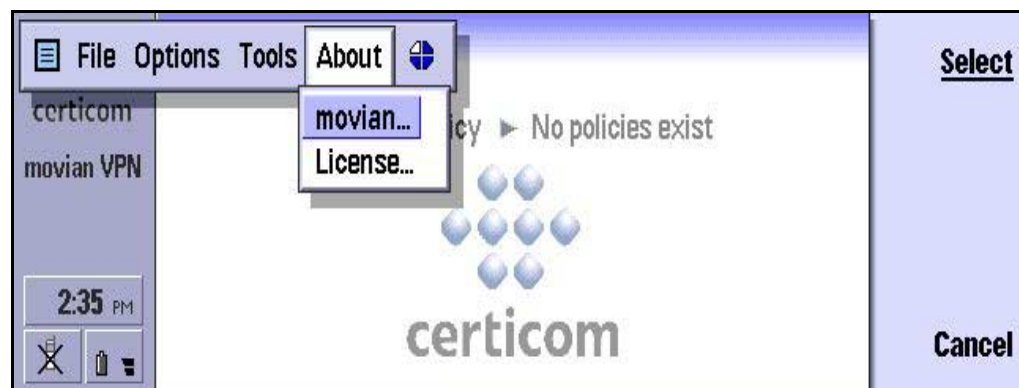 File Options Tools About
Select
certicom
movian...
icy ► No policies exist
movian VPN
License...
2:35 PM
certicom
Cancel